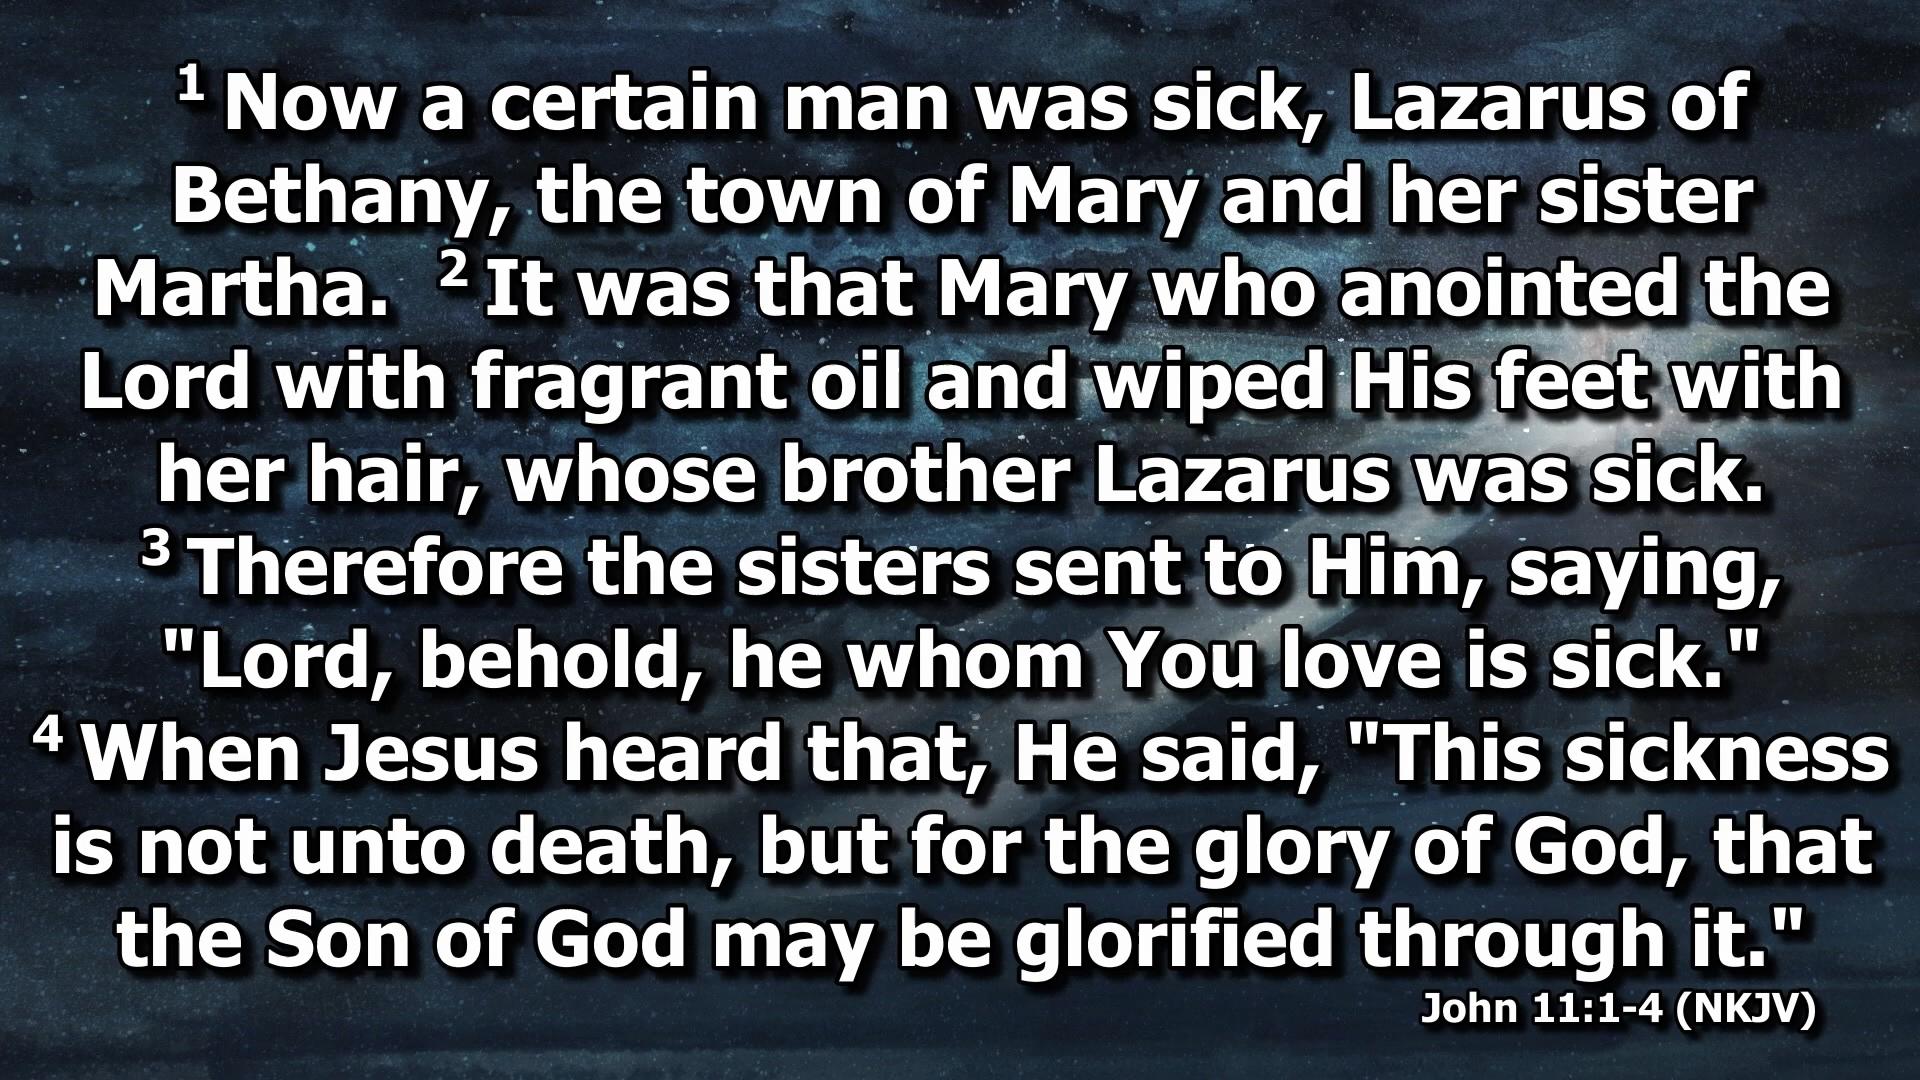 1 Now a certain man was sick, Lazarus of
Bethany, the town of Mary and her sister
Martha.  2 It was that Mary who anointed the
Lord with fragrant oil and wiped His feet with
her hair, whose brother Lazarus was sick.
3 Therefore the sisters sent to Him, saying,
"Lord, behold, he whom You love is sick."
4 When Jesus heard that, He said, "This sickness
is not unto death, but for the glory of God, that
the Son of God may be glorified through it."
John 11:1-4 (NKJV)